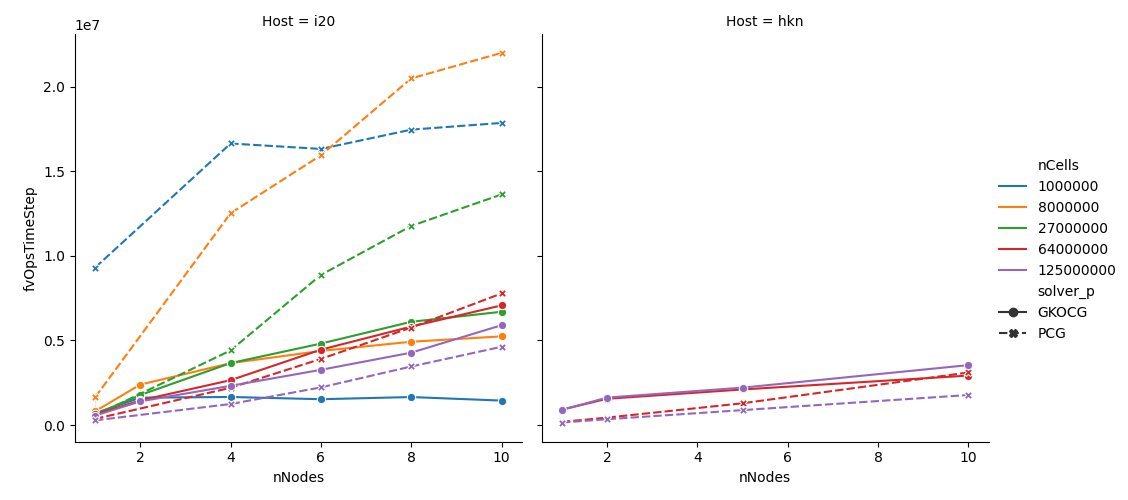 Host = i20
Host = hkn
1e7
2.0
1.5
1.0
0.5
0.0
fvOpsTimeStep
2 4 6 8 10
nNodes
2 4 6 8 10
nNodes
nCells
1000000
8000000
27000000
64000000
125000000
solver_p
GKOCG
PCG